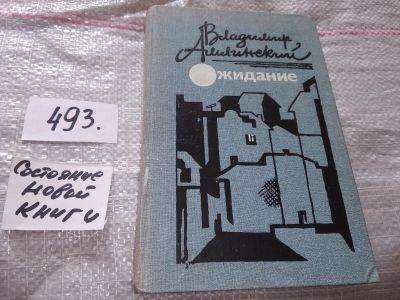 493.
Состояние
новой
книги
Владимир
Амлинский
Ожидание